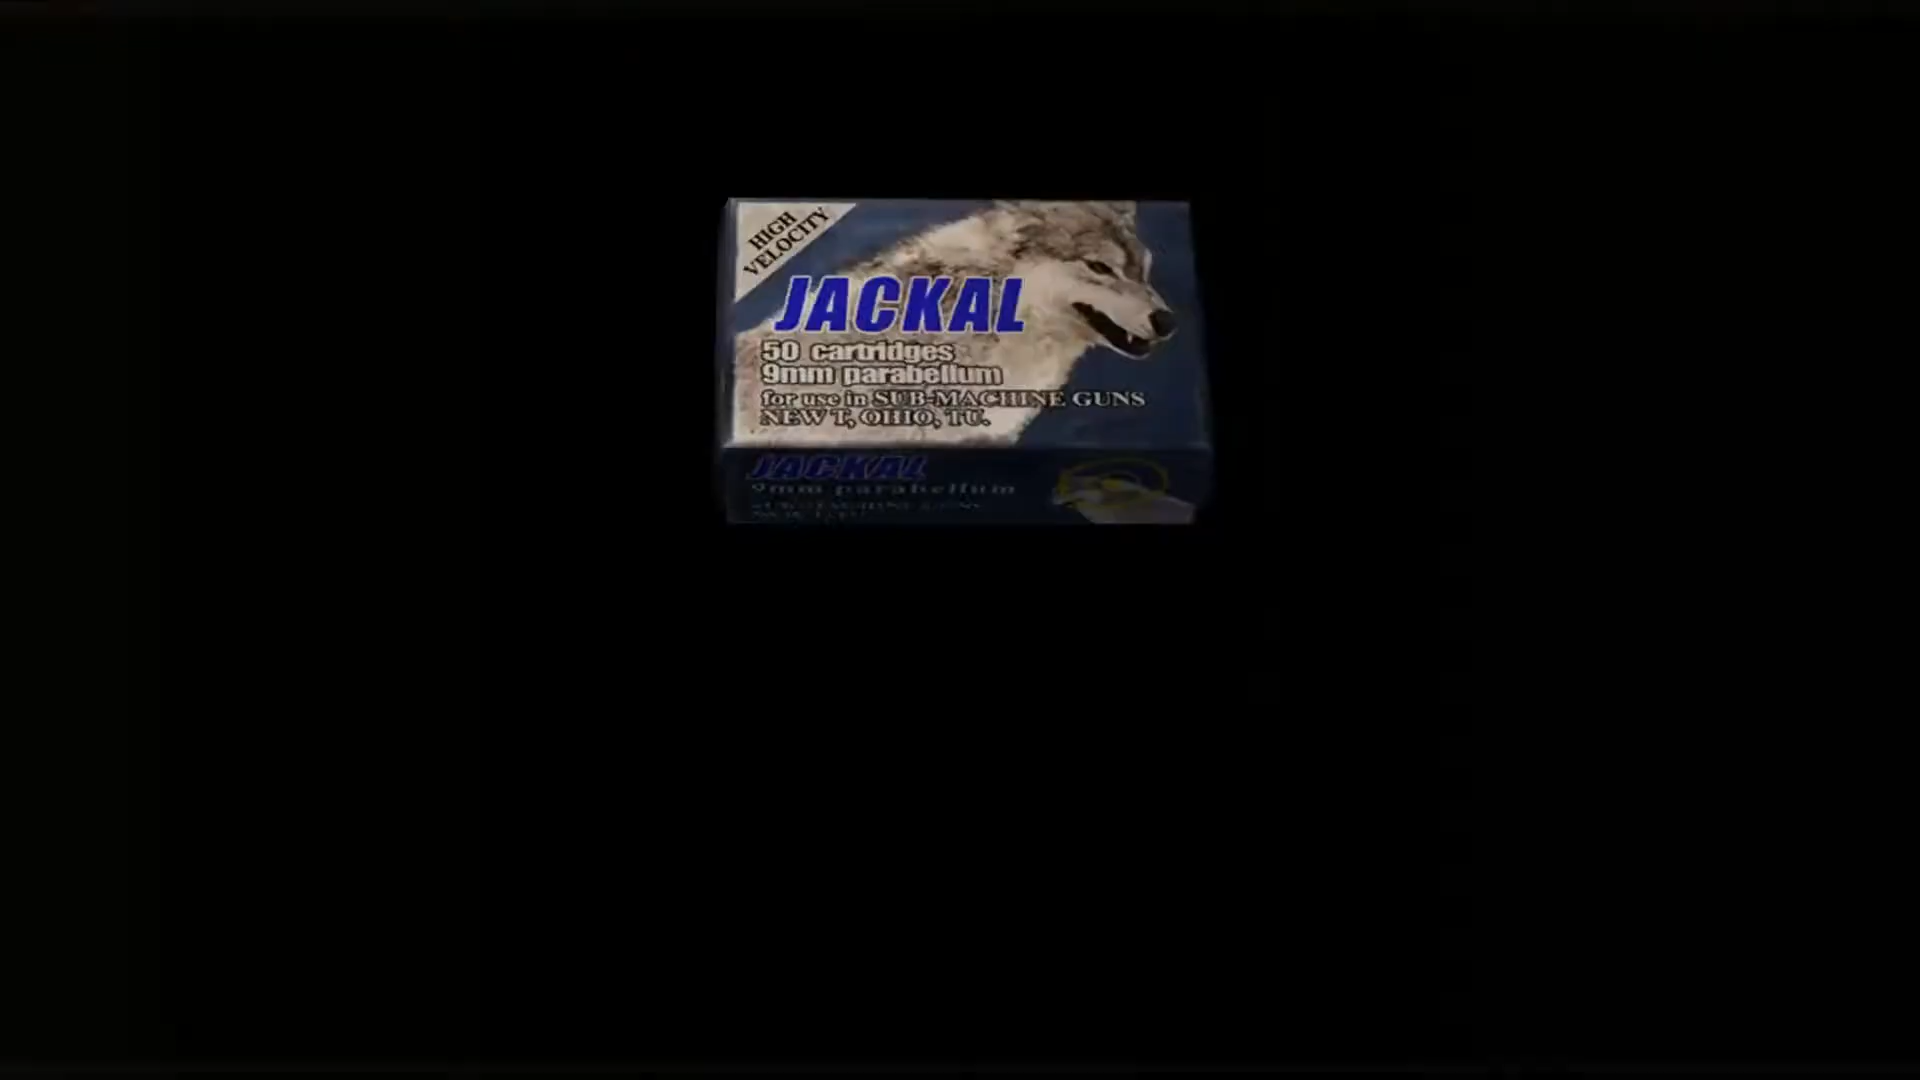 HIGH
VELOCITY
JACKAL
50 cartridges
9mm parabellum
for use in SUB-MACHINE GUNS
NEW T, OHIO, TU.
JACKAL
9mm parabellum